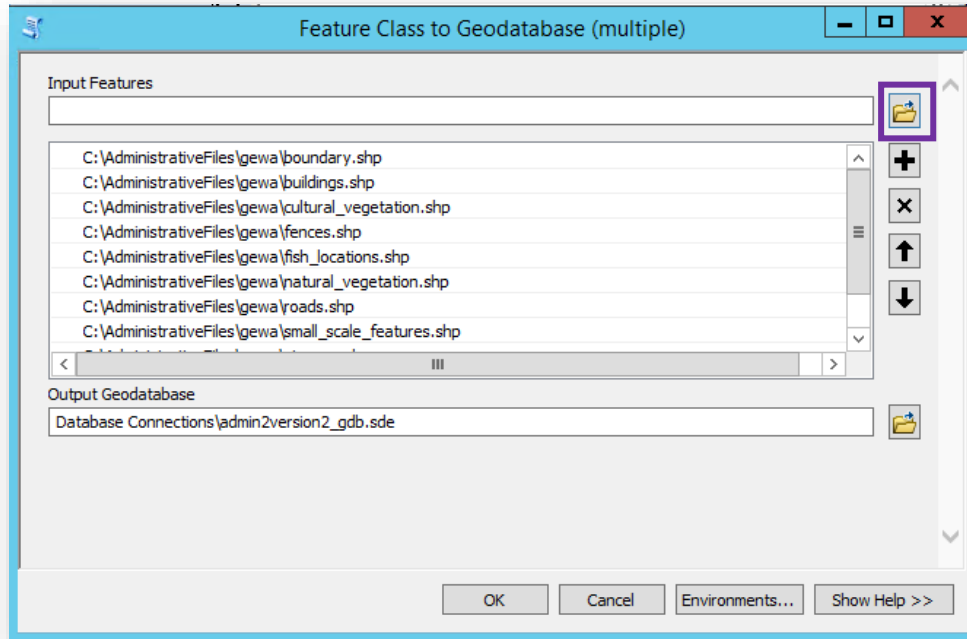 Feature Class to Geodatabase (multiple)
Input Features
C:\AdministrativeFiles\gewa\boundary.shp
C:\AdministrativeFiles\gewa\buildings.shp
C:\AdministrativeFiles\gewa\cultural_vegetation.shp
C:\AdministrativeFiles\gewa\fences.shp
C:\AdministrativeFiles\gewa\fish_locations.shp
C:\AdministrativeFiles\gewa\natural_vegetation.shp
C:\AdministrativeFiles\gewa\roads.shp
C:\AdministrativeFiles\gewa\small_scale_features.shp
Output Geodatabase
Database Connections\admin2version2_gdb.sde
OK Cancel Environments... Show Help >>